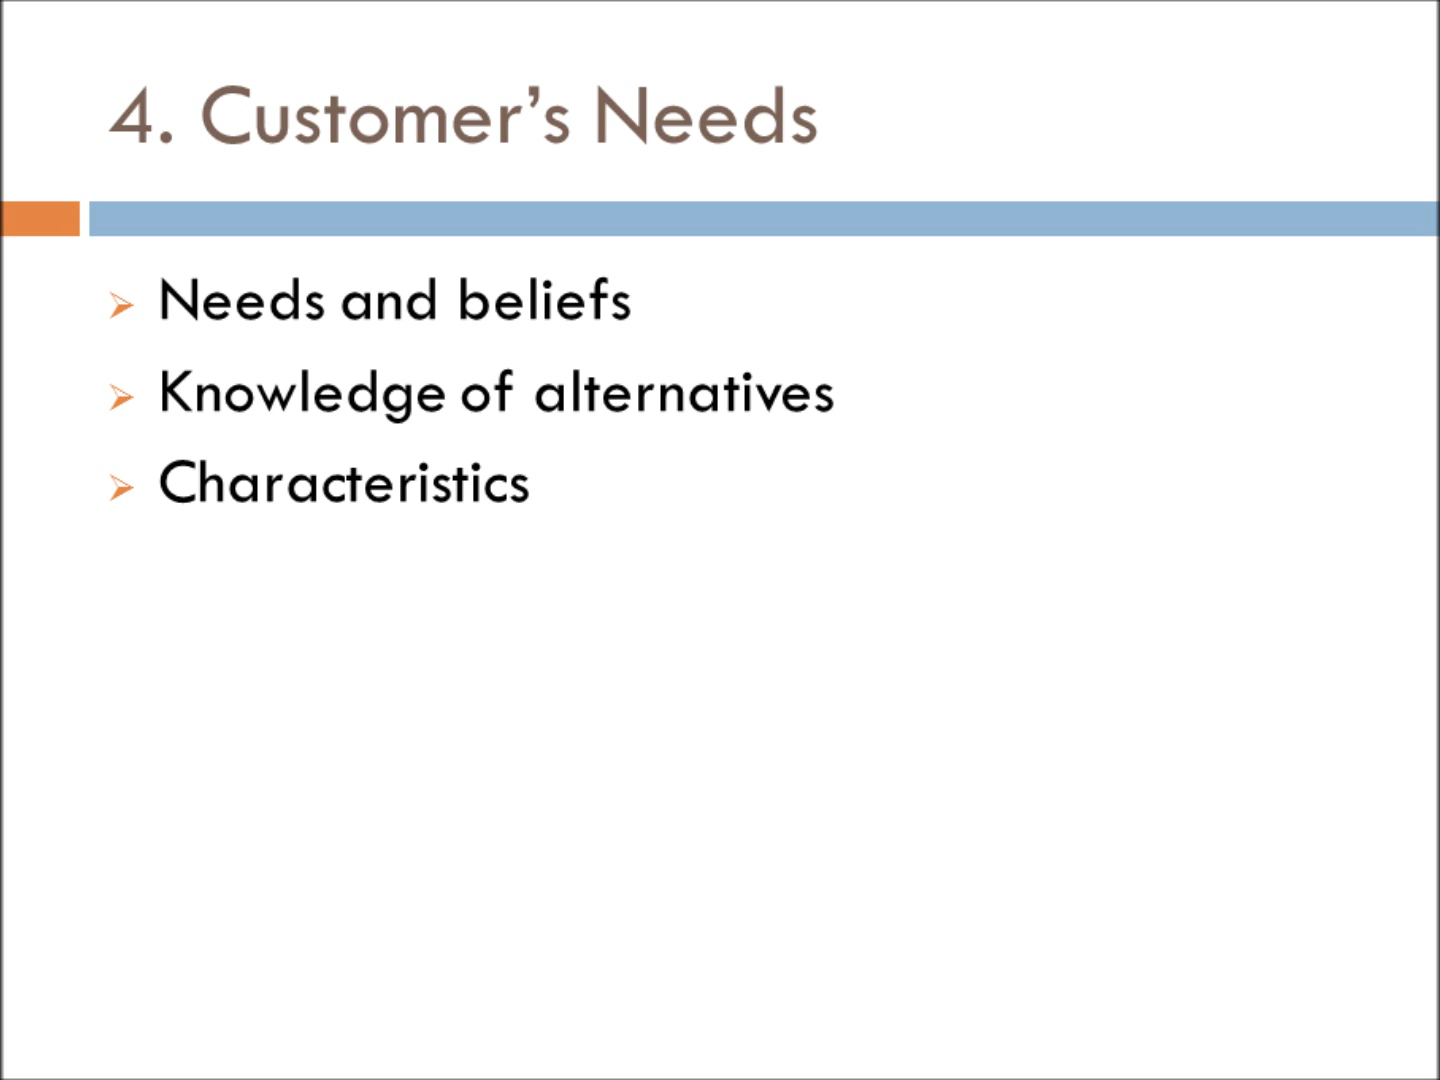 4. Customer’s Needs
Needs and beliefs
Knowledge of alternatives
Characteristics